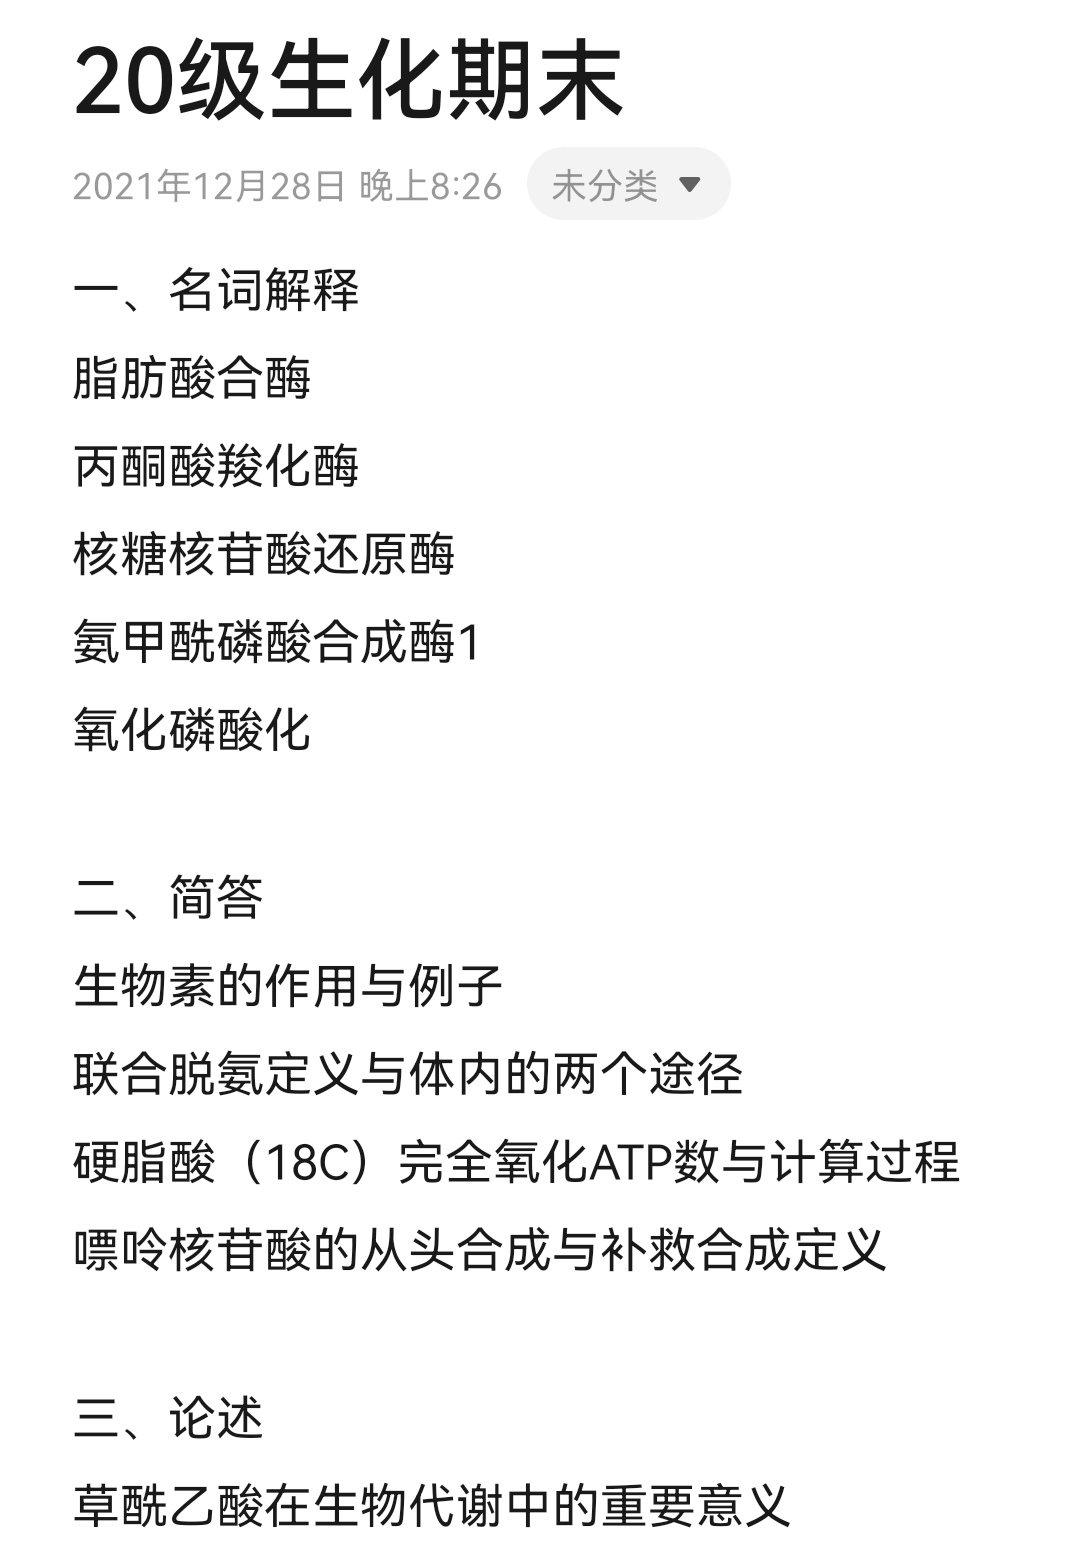 20级生化期末
2021年12月28日 晚上8:26 未分类
一、名词解释
脂肪酸合酶
丙酮酸羧化酶
核糖核苷酸还原酶
氨甲酰磷酸合成酶1
氧化磷酸化
二、简答
生物素的作用与例子
联合脱氨定义与体内的两个途径
硬脂酸（18C）完全氧化ATP数与计算过程
嘌呤核苷酸的从头合成与补救合成定义
三、论述
草酰乙酸在生物代谢中的重要意义